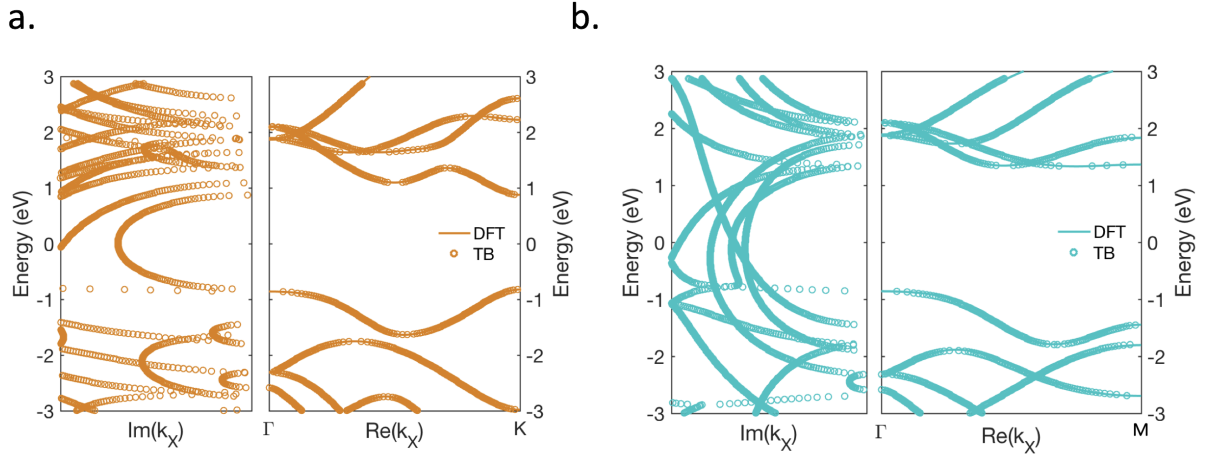 a.
b.
3
2
1
0
-1
-2
-3
Energy (eV)
Im(k_X)
DFT
TB
Γ
Re(k_X)
K
3
2
1
0
-1
-2
-3
Energy (eV)
3
2
1
0
-1
-2
-3
Energy (eV)
Im(k_X)
DFT
TB
Γ
Re(k_X)
M
3
2
1
0
-1
-2
-3
Energy (eV)